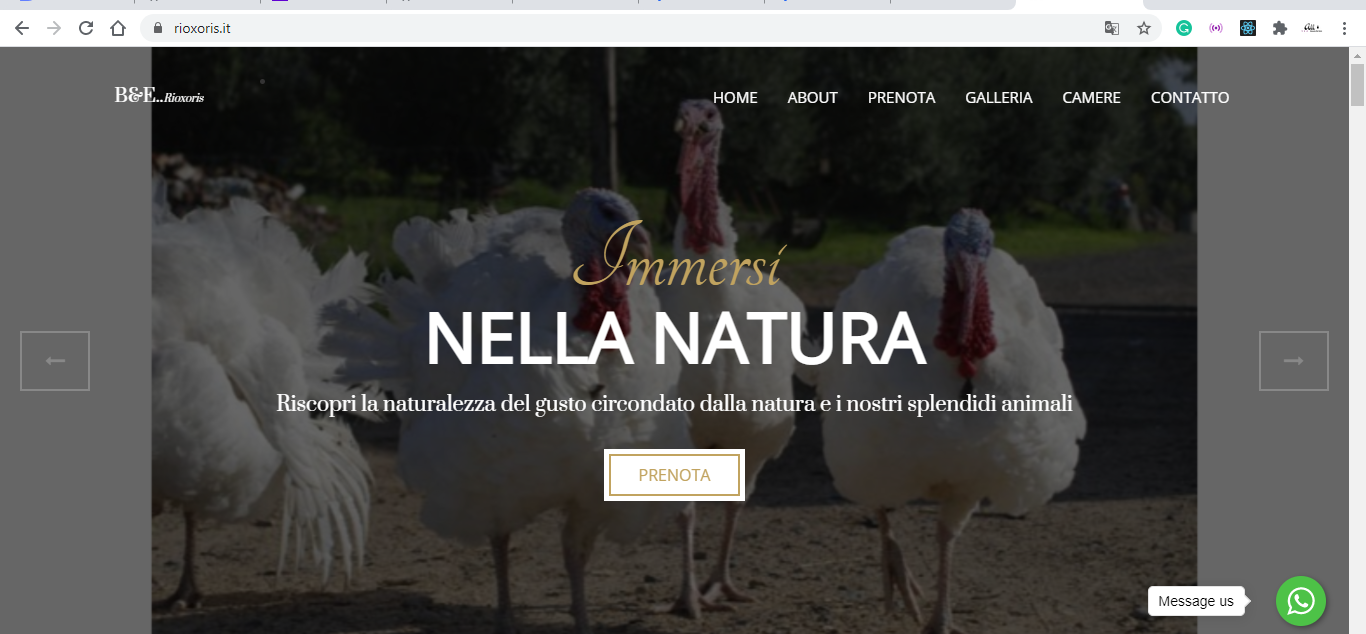 rioxoris.it
B&E..Rioxoris
HOME ABOUT PRENOTA GALLERIA CAMERE CONTATTO
Immersi
NELLA NATURA
Riscopri la naturalezza del gusto circondato dalla natura e i nostri splendidi animali
PRENOTA
Message us